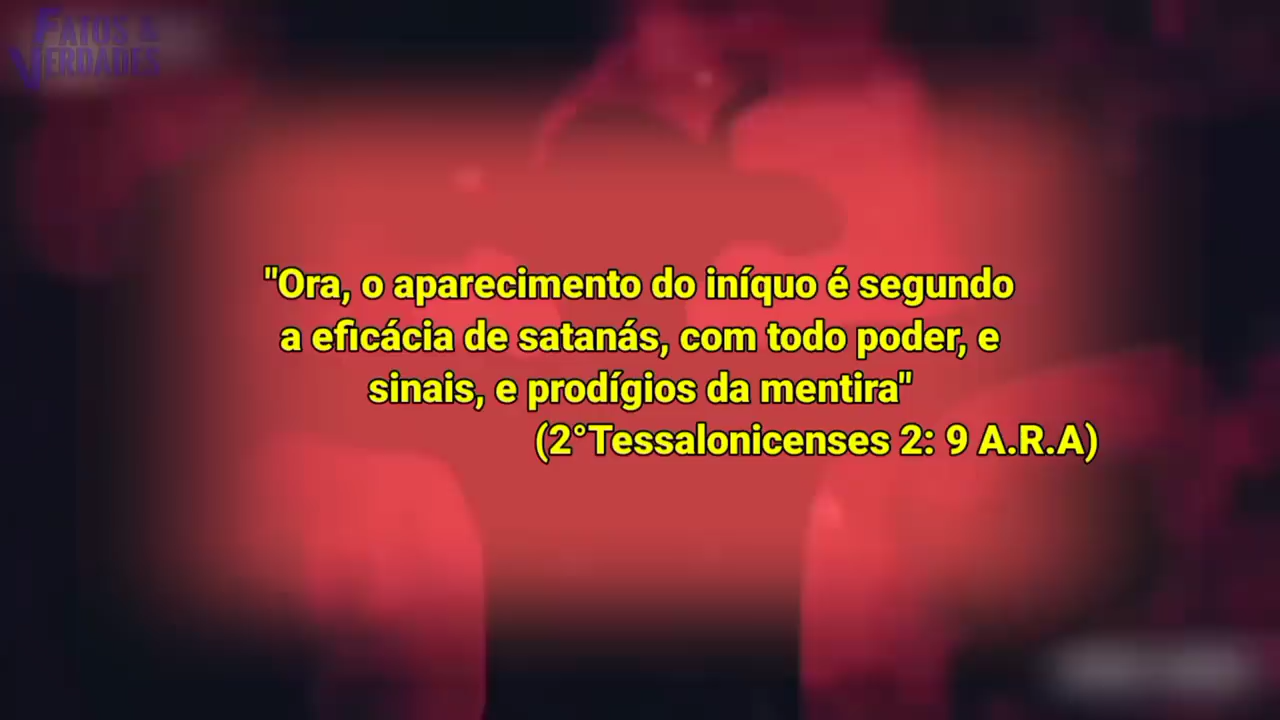 FATOS &
VERDADES
"Ora, o aparecimento do iníquo é segundo
a eficácia de satanás, com todo poder, e
sinais, e prodígios da mentira"
(2°Tessalonicenses 2: 9 A.R.A)